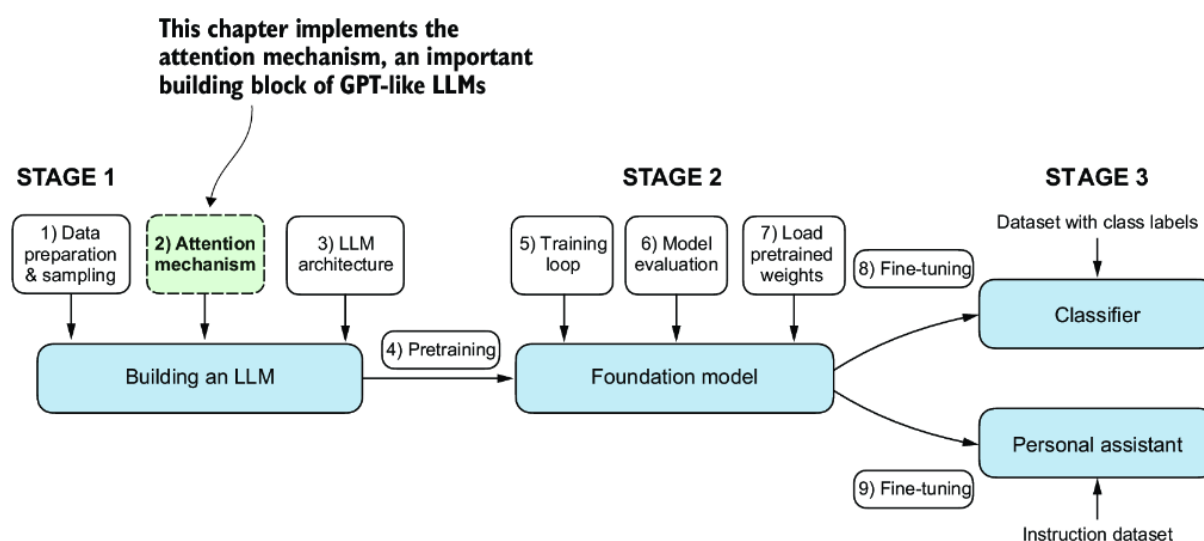 This chapter implements the
attention mechanism, an important
building block of GPT-like LLMs
STAGE 1
STAGE 2
STAGE 3
1) Data
preparation
& sampling
2) Attention
mechanism
3) LLM
architecture
5) Training
loop
6) Model
evaluation
7) Load
pretrained
weights
Dataset with class labels
8) Fine-tuning
Classifier
4) Pretraining
Building an LLM
Foundation model
Personal assistant
9) Fine-tuning
Instruction dataset